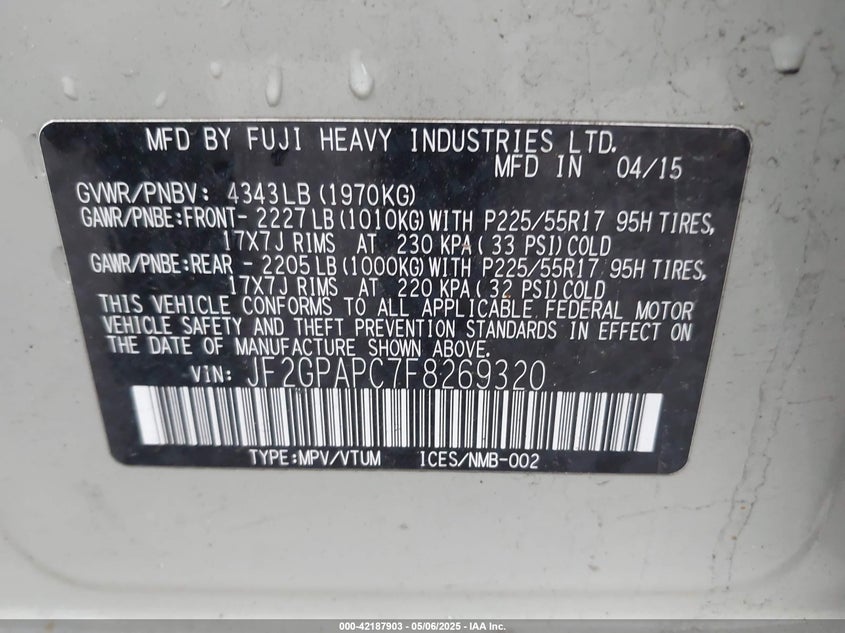 MFD BY FUJI HEAVY INDUSTRIES LTD.
MFD IN 04/15
GVWR/PNBV: 4343LB (1970KG)
GAWR/PNBE:FRONT- 2227 LB (1010KG) WITH P225/55R17 95H TIRES,
17X7J RIMS AT 230 KPA ( 33 PSI) COLD
GAWR/PNBE:REAR - 2205 LB (1000KG) WITH P225/55R17 95H TIRES,
17X7J RIMS AT 220 KPA ( 32 PSI) COLD
THIS VEHICLE CONFORMS TO ALL APPLICABLE FEDERAL MOTOR
VEHICLE SAFETY AND THEFT PREVENTION STANDARDS IN EFFECT ON
THE DATE OF MANUFACTURE SHOWN ABOVE.
VIN: JF2GPAPC7F8269320
TYPE:MPV/VTUM ICES/NMB-002
000-42187903 - 05/06/2025 - IAA Inc.